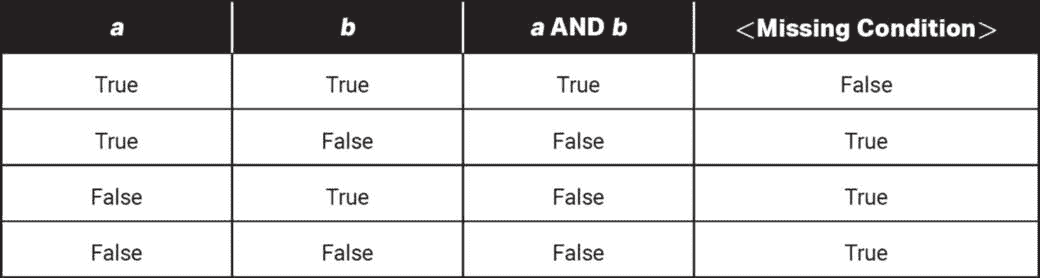 a b a AND b <Missing Condition>
True True True False
True False False True
False True False True
False False False True